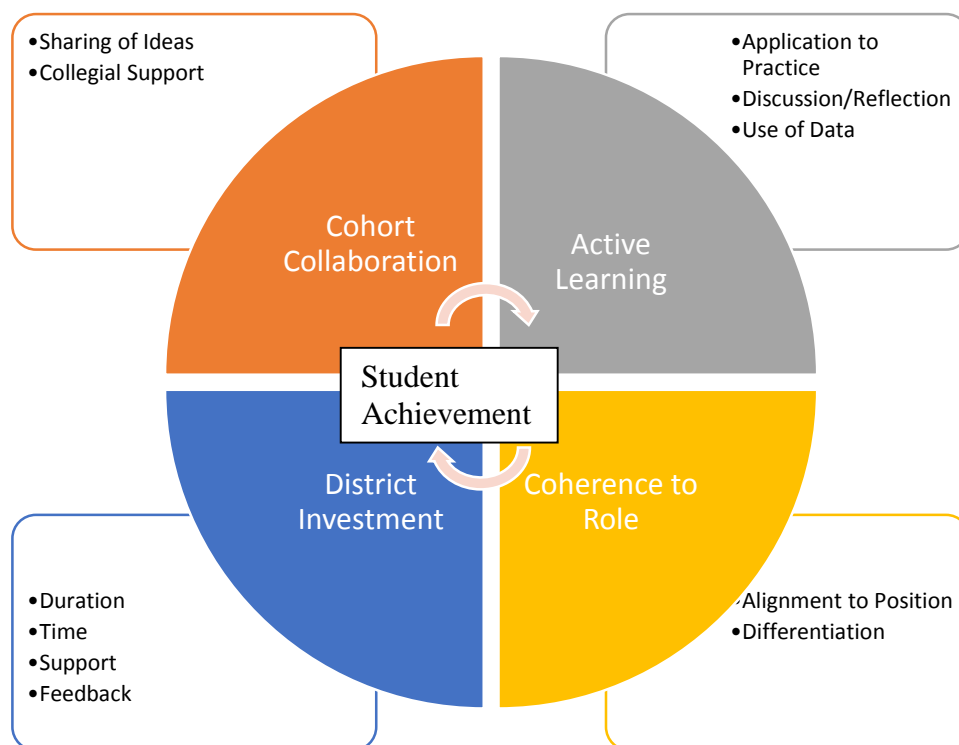 •Sharing of Ideas
•Collegial Support
•Application to
Practice
•Discussion/Reflection
•Use of Data
Cohort
Collaboration
Active
Learning
Student
Achievement
District
Investment
Coherence to
Role
•Duration
•Time
•Support
•Feedback
•Alignment to Position
•Differentiation